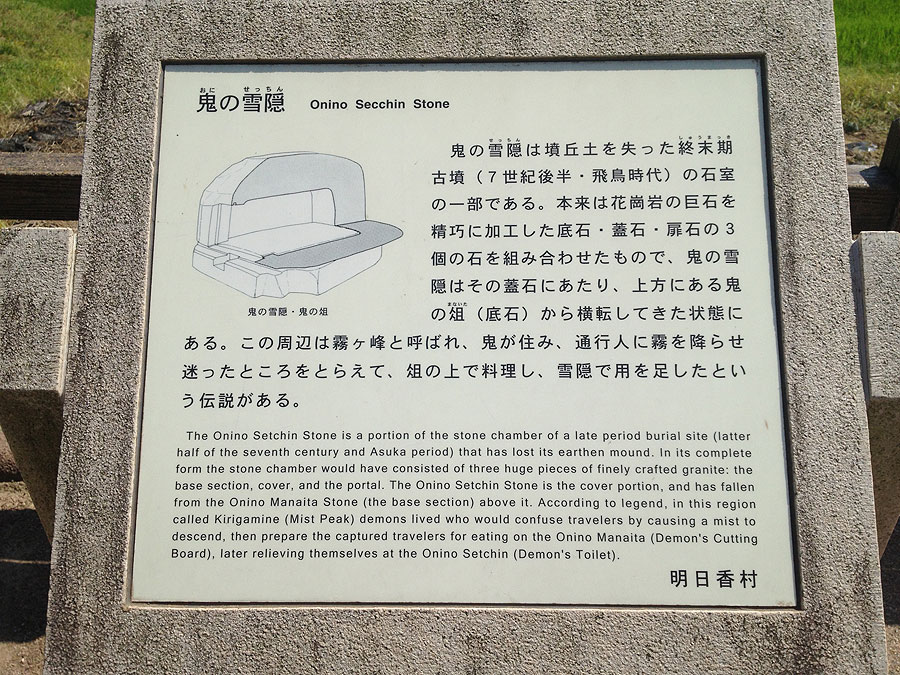 鬼の雪隠 Onino Secchin Stone
おに せっちん
鬼の雪隠は墳丘土を失った終末期
せっちん しゅうまっき
古墳（７世紀後半・飛鳥時代）の石室
の一部である。本来は花崗岩の巨石を
精巧に加工した底石・蓋石・扉石の３
個の石を組み合わせたもので、鬼の雪
隠はその蓋石にあたり、上方にある鬼
の俎（底石）から横転してきた状態に
まないた
鬼の雪隠・鬼の俎
ある。この周辺は霧ヶ峰と呼ばれ、鬼が住み、通行人に霧を降らせ
迷ったところをとらえて、俎の上で料理し、雪隠で用を足したとい
う伝説がある。
The Onino Setchin Stone is a portion of the stone chamber of a late period burial site (latter
half of the seventh century and Asuka period) that has lost its earthen mound. In its complete
form the stone chamber would have consisted of three huge pieces of finely crafted granite: the
base section, cover, and the portal. The Onino Setchin Stone is the cover portion, and has fallen
from the Onino Manaita Stone (the base section) above it. According to legend, in this region
called Kirigamine (Mist Peak) demons lived who would confuse travelers by causing a mist to
descend, then prepare the captured travelers for eating on the Onino Manaita (Demon's Cutting
Board), later relieving themselves at the Onino Setchin (Demon's Toilet).
明日香村